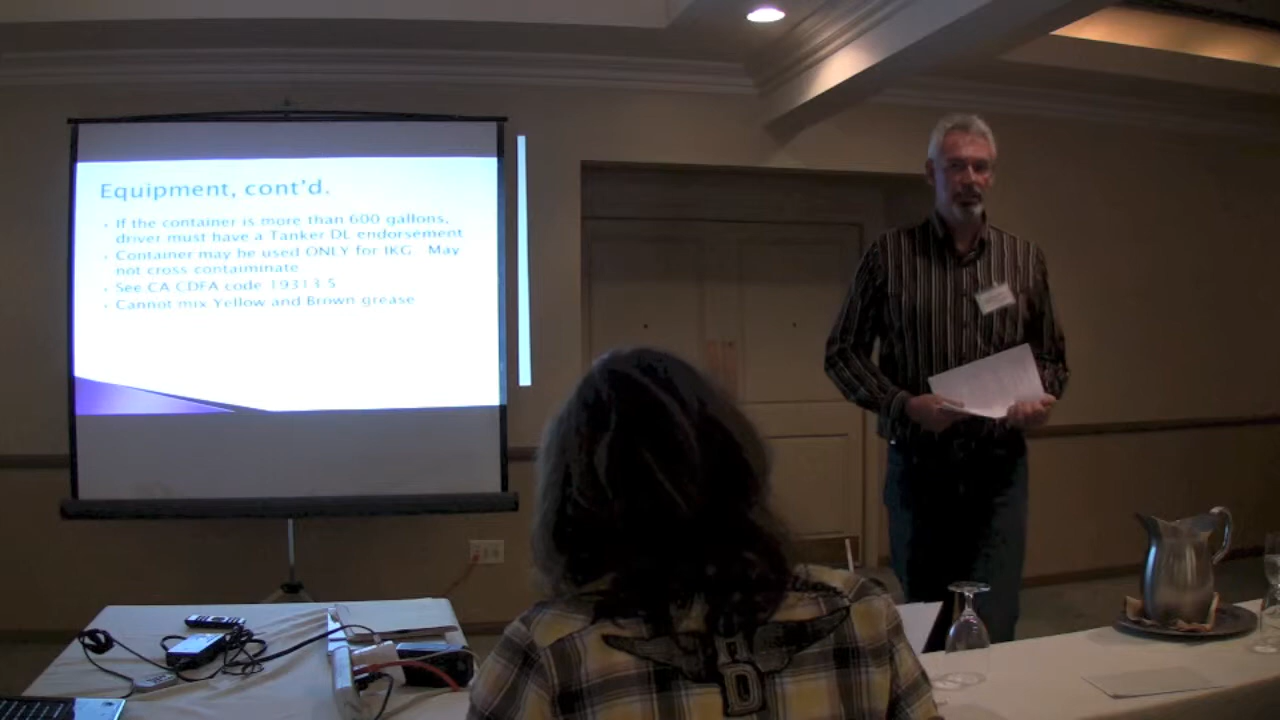 Equipment, cont'd.
• If the container is more than 600 gallons,
driver must have a Tanker DL endorsement
• Container may be used ONLY for IKG May
not cross contaiminate
• See CA CDFA code 19313.5
• Cannot mix Yellow and Brown grease
D